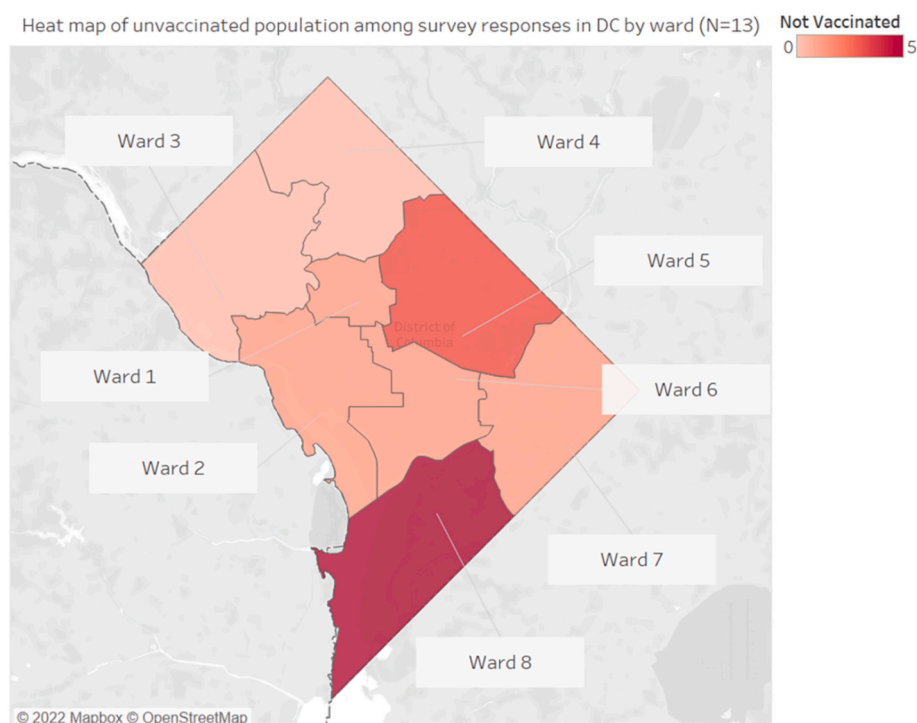 Heat map of unvaccinated population among survey responses in DC by ward (N=13)
Not Vaccinated
0 5
Ward 3
Ward 4
Ward 5
District of
Columbia
Ward 1
Ward 6
Ward 2
Ward 7
Ward 8
© 2022 Mapbox © OpenStreetMap